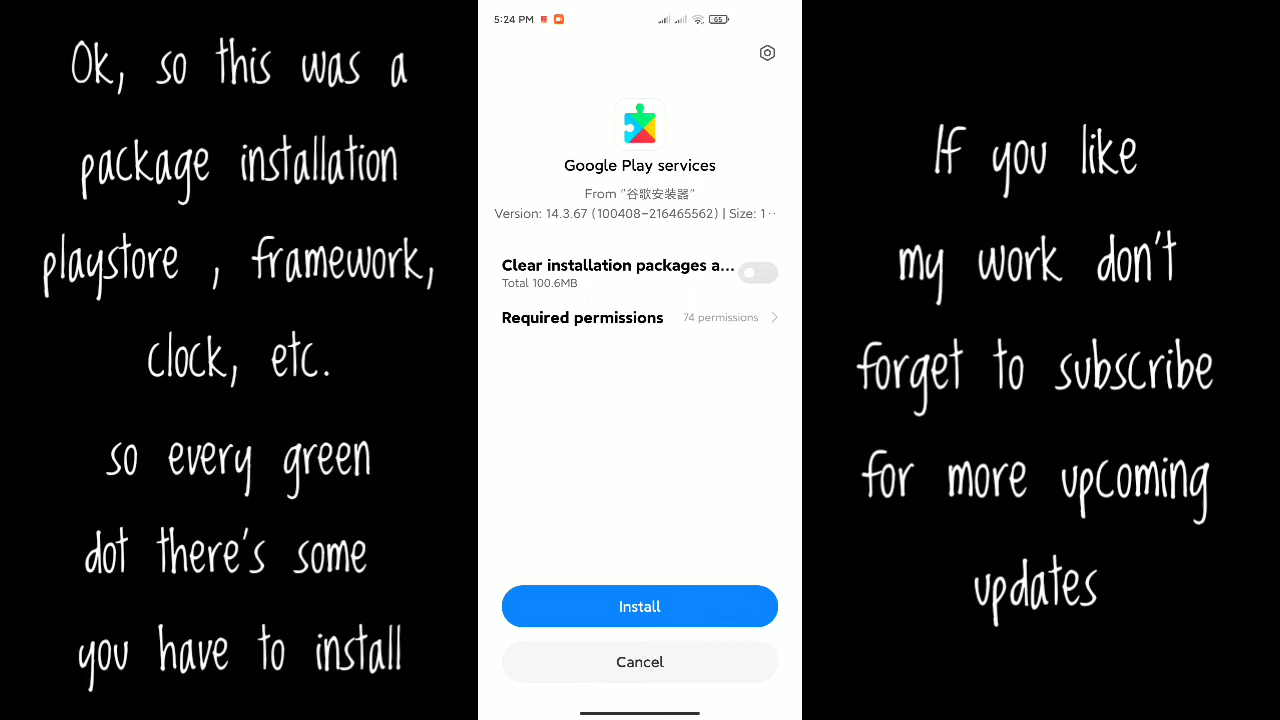 Ok, so this was a
package installation
playstore , framework,
clock, etc.
so every green
dot there's some
you have to install
5:24 PM
65
Google Play services
From "谷歌安装器"
Version: 14.3.67 (100408-216465562) | Size: 1··
Clear installation packages a...
Total 100.6MB
Required permissions 74 permissions
Install
Cancel
If you like
my work don't
forget to subscribe
for more upcoming
updates